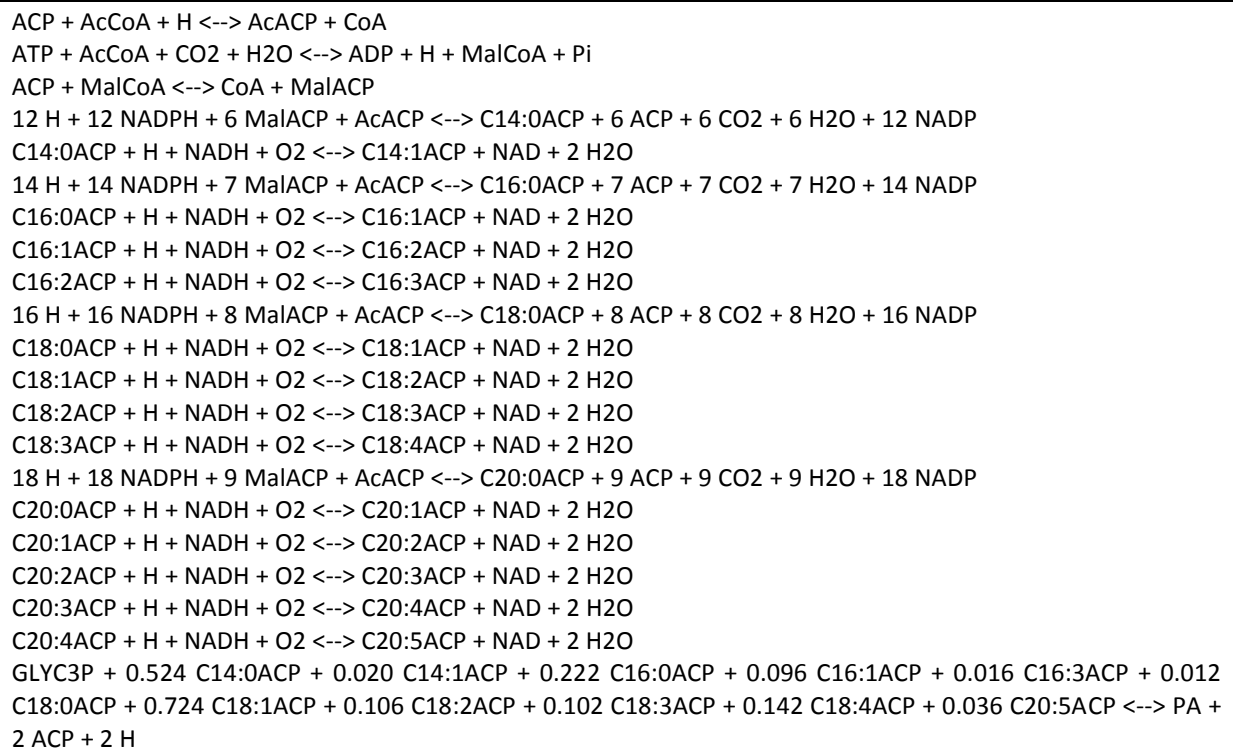 ACP + AcCoA + H <--> AcACP + CoA
ATP + AcCoA + CO2 + H2O <--> ADP + H + MalCoA + Pi
ACP + MalCoA <--> CoA + MalACP
12 H + 12 NADPH + 6 MalACP + AcACP <--> C14:0ACP + 6 ACP + 6 CO2 + 6 H2O + 12 NADP
C14:0ACP + H + NADH + O2 <--> C14:1ACP + NAD + 2 H2O
14 H + 14 NADPH + 7 MalACP + AcACP <--> C16:0ACP + 7 ACP + 7 CO2 + 7 H2O + 14 NADP
C16:0ACP + H + NADH + O2 <--> C16:1ACP + NAD + 2 H2O
C16:1ACP + H + NADH + O2 <--> C16:2ACP + NAD + 2 H2O
C16:2ACP + H + NADH + O2 <--> C16:3ACP + NAD + 2 H2O
16 H + 16 NADPH + 8 MalACP + AcACP <--> C18:0ACP + 8 ACP + 8 CO2 + 8 H2O + 16 NADP
C18:0ACP + H + NADH + O2 <--> C18:1ACP + NAD + 2 H2O
C18:1ACP + H + NADH + O2 <--> C18:2ACP + NAD + 2 H2O
C18:2ACP + H + NADH + O2 <--> C18:3ACP + NAD + 2 H2O
C18:3ACP + H + NADH + O2 <--> C18:4ACP + NAD + 2 H2O
18 H + 18 NADPH + 9 MalACP + AcACP <--> C20:0ACP + 9 ACP + 9 CO2 + 9 H2O + 18 NADP
C20:0ACP + H + NADH + O2 <--> C20:1ACP + NAD + 2 H2O
C20:1ACP + H + NADH + O2 <--> C20:2ACP + NAD + 2 H2O
C20:2ACP + H + NADH + O2 <--> C20:3ACP + NAD + 2 H2O
C20:3ACP + H + NADH + O2 <--> C20:4ACP + NAD + 2 H2O
C20:4ACP + H + NADH + O2 <--> C20:5ACP + NAD + 2 H2O
GLYC3P + 0.524 C14:0ACP + 0.020 C14:1ACP + 0.222 C16:0ACP + 0.096 C16:1ACP + 0.016 C16:3ACP + 0.012
C18:0ACP + 0.724 C18:1ACP + 0.106 C18:2ACP + 0.102 C18:3ACP + 0.142 C18:4ACP + 0.036 C20:5ACP <--> PA +
2 ACP + 2 H